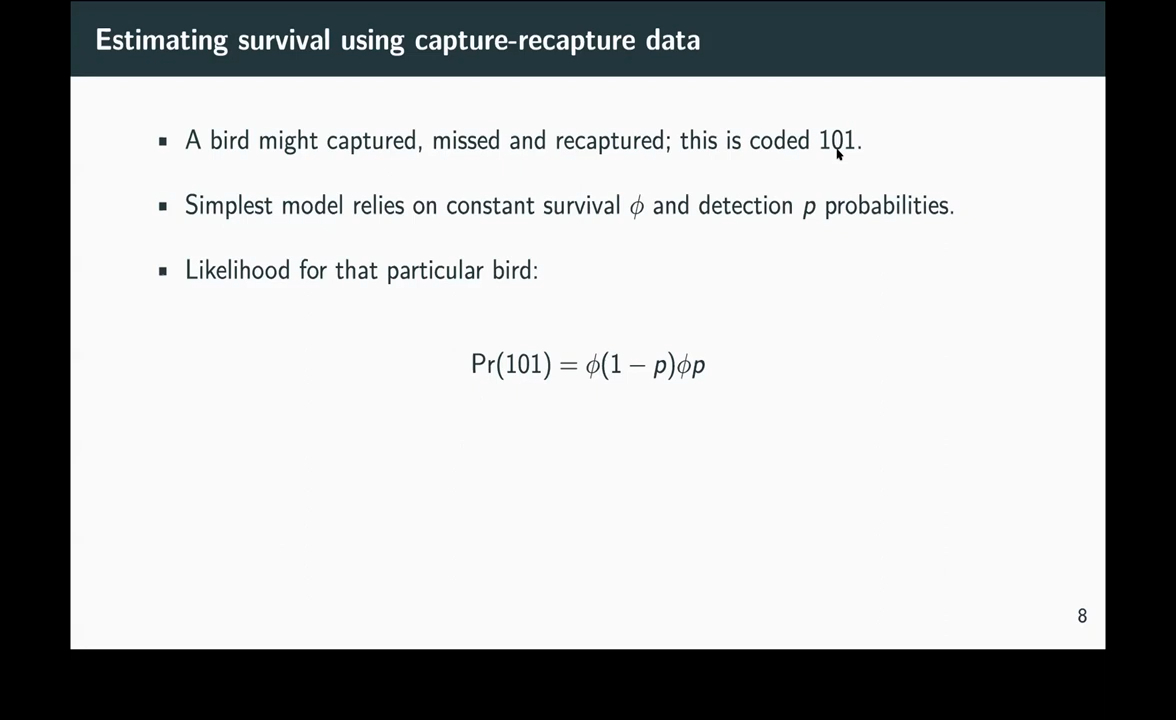 Estimating survival using capture-recapture data
▪ A bird might captured, missed and recaptured; this is coded 101.
▪ Simplest model relies on constant survival ϕ and detection p probabilities.
▪ Likelihood for that particular bird:
Pr(101) = ϕ(1 − p)ϕp
8